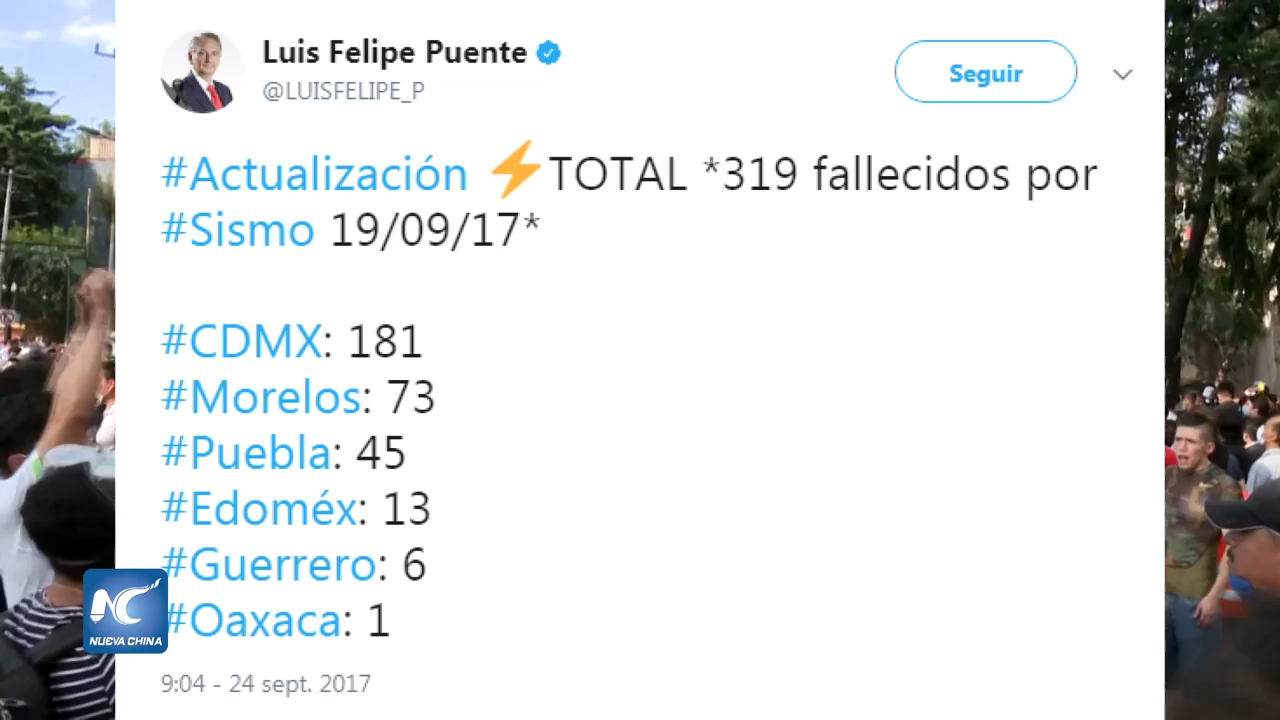 Luis Felipe Puente
@LUISFELIPE_P
Seguir
#Actualización ⚡TOTAL *319 fallecidos por
#Sismo 19/09/17*
#CDMX: 181
#Morelos: 73
#Puebla: 45
#Edoméx: 13
#Guerrero: 6
#Oaxaca: 1
9:04 - 24 sept. 2017
NC
NUEVA CHINA